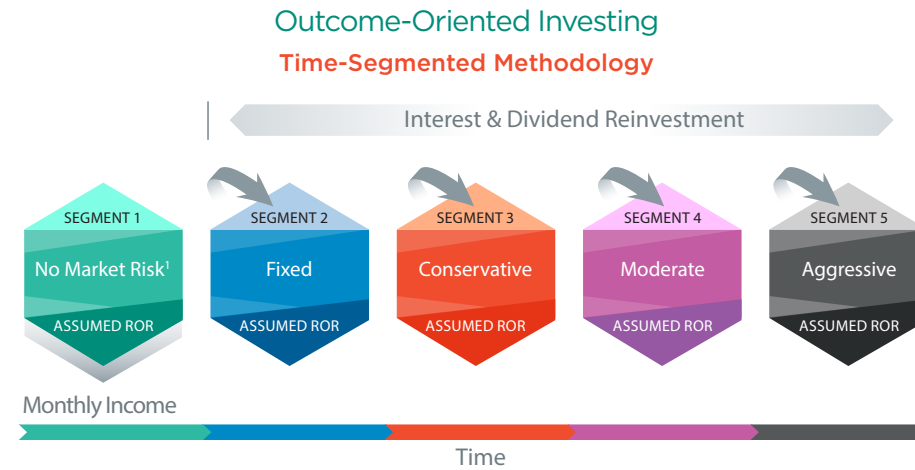 Outcome-Oriented Investing
Time-Segmented Methodology
Interest & Dividend Reinvestment
SEGMENT 1
No Market Risk¹
ASSUMED ROR
SEGMENT 2
Fixed
ASSUMED ROR
SEGMENT 3
Conservative
ASSUMED ROR
SEGMENT 4
Moderate
ASSUMED ROR
SEGMENT 5
Aggressive
ASSUMED ROR
Monthly Income
Time